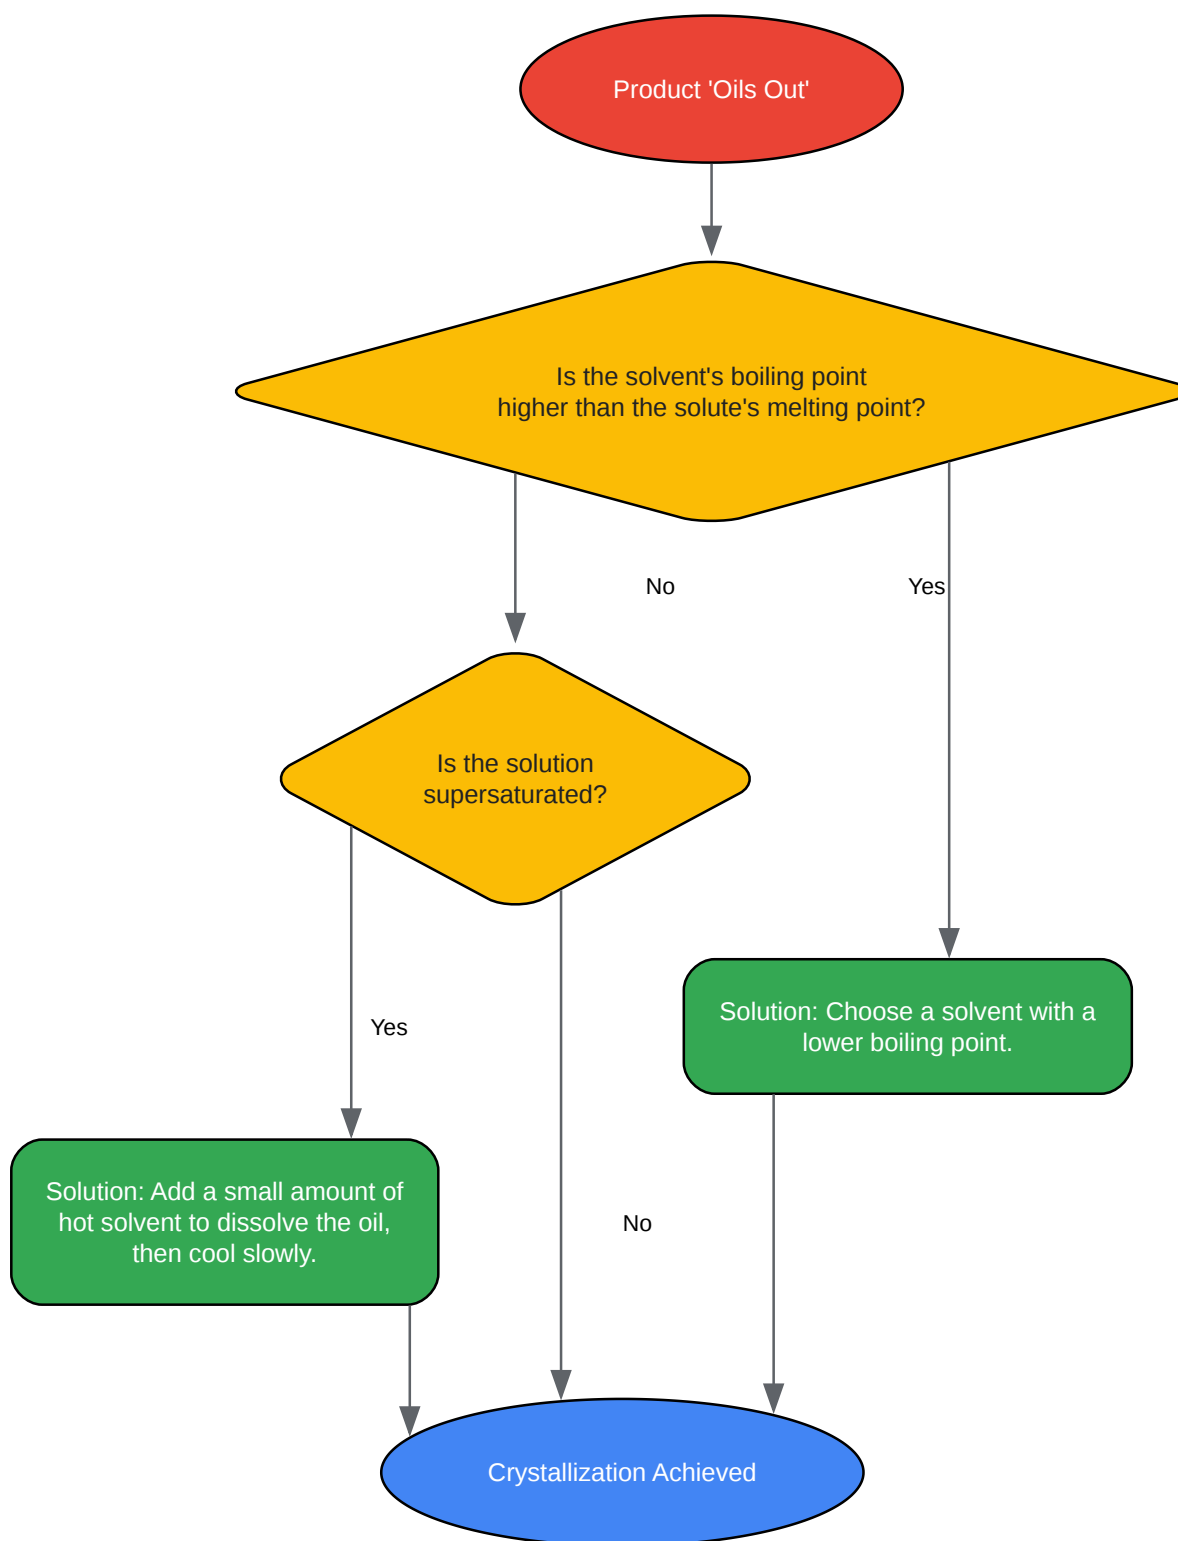 Product 'Oils Out'
Is the solvent's boiling point
higher than the solute's melting point?
No
Yes
Is the solution
supersaturated?
Solution: Choose a solvent with a
lower boiling point.
Yes
Solution: Add a small amount of
hot solvent to dissolve the oil,
then cool slowly.
No
Crystallization Achieved